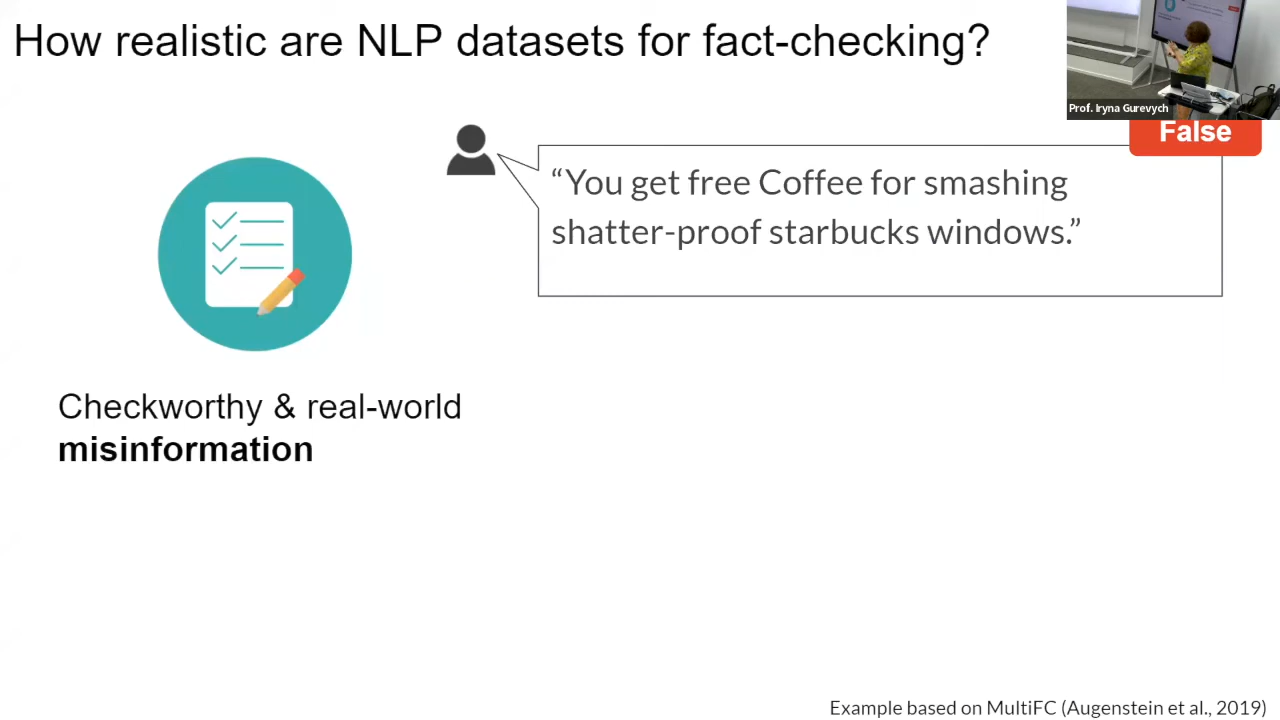 How realistic are NLP datasets for fact-checking?
Prof. Iryna Gurevych
False
“You get free Coffee for smashing
shatter-proof starbucks windows.”
Checkworthy & real-world
misinformation
Example based on MultiFC (Augenstein et al., 2019)